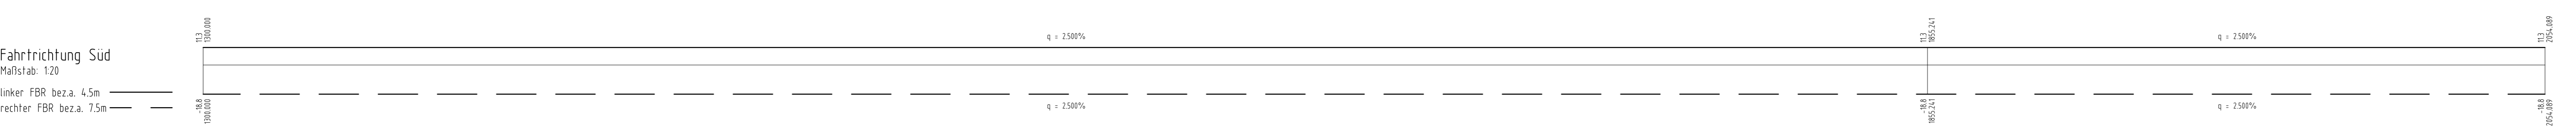 11.3
1300.000
q = 2.500%
11.3
1855.241
q = 2.500%
11.3
2054.089
Fahrtrichtung Süd
Maßstab: 1:20
linker FBR bez.a. 4.5m
rechter FBR bez.a. 7.5m
-18.8
1300.000
q = 2.500%
-18.8
1855.241
q = 2.500%
-18.8
2054.089